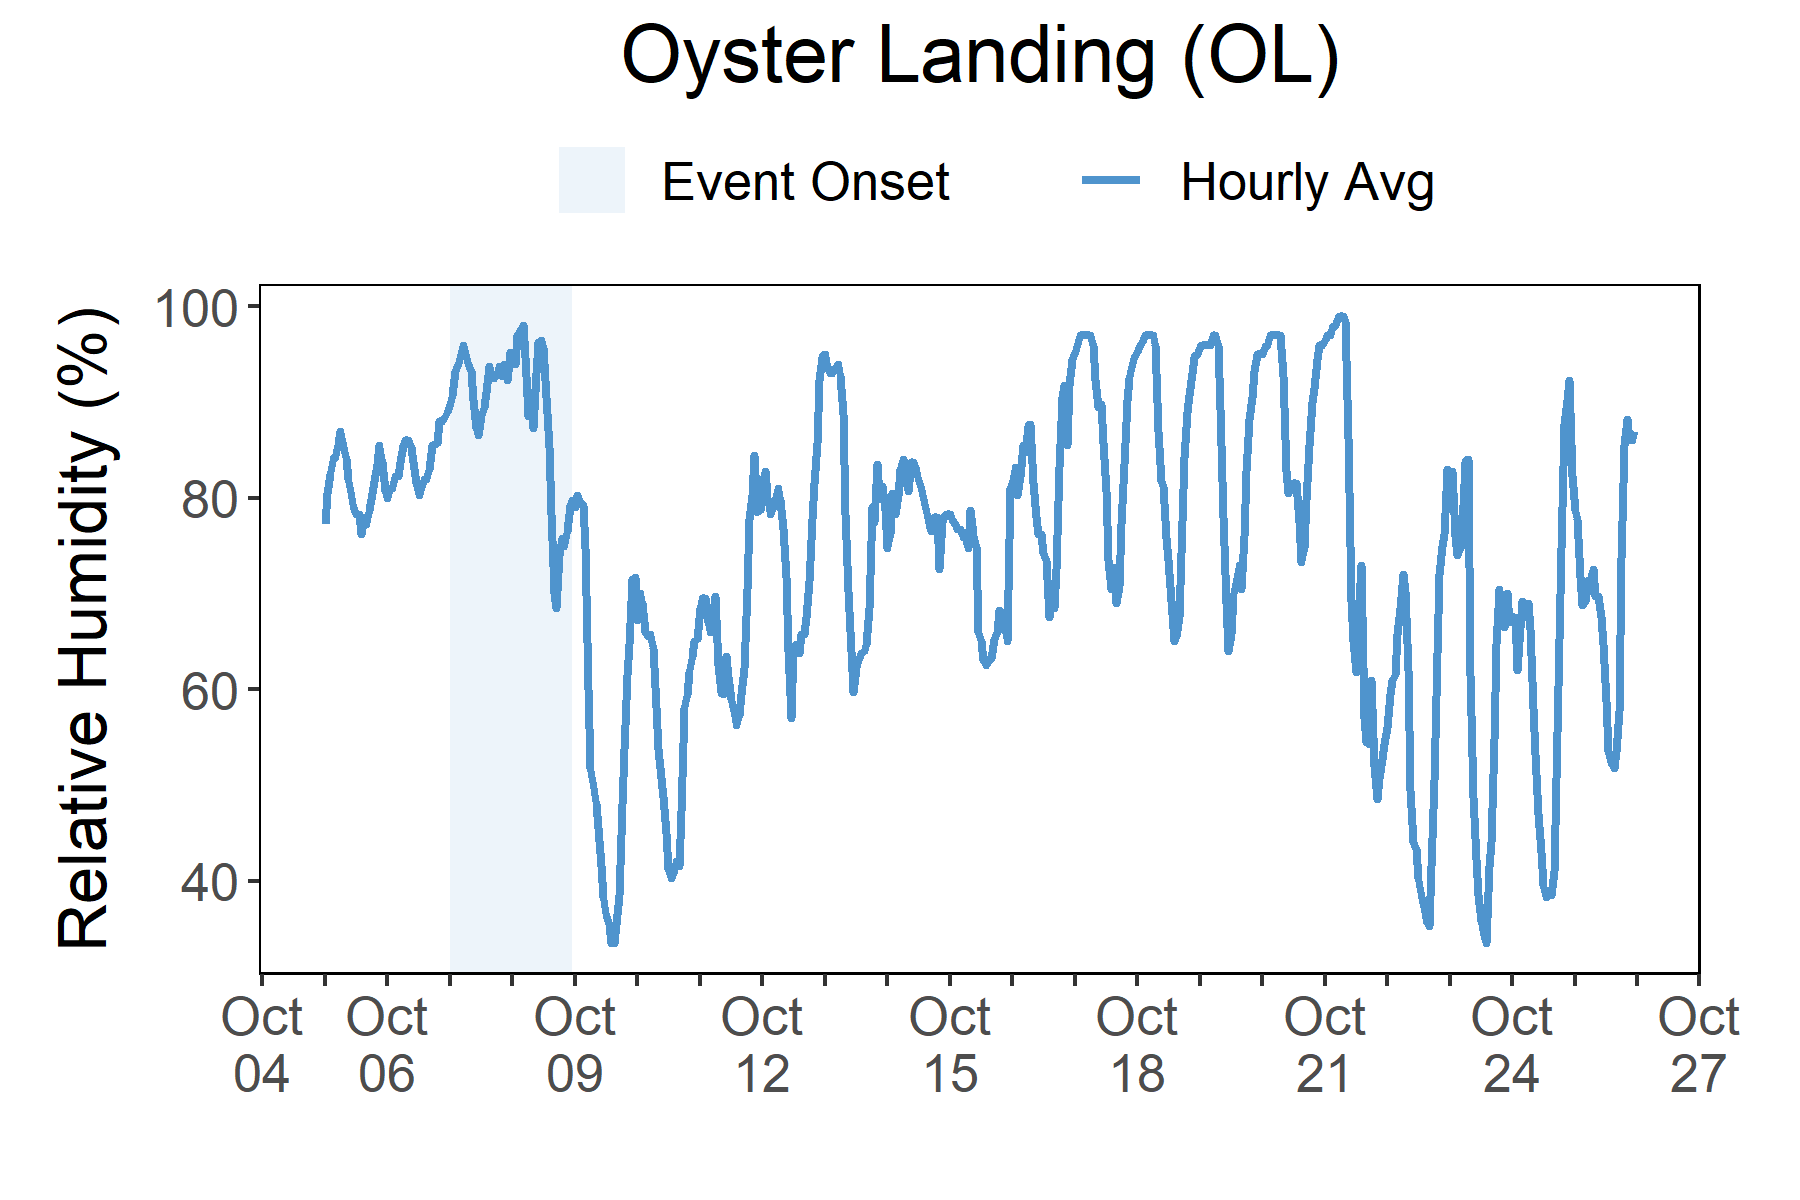 Oyster Landing (OL)
Event Onset Hourly Avg
Relative Humidity (%)
100
80
60
40
Oct Oct Oct Oct Oct Oct Oct Oct Oct
04 06 09 12 15 18 21 24 27